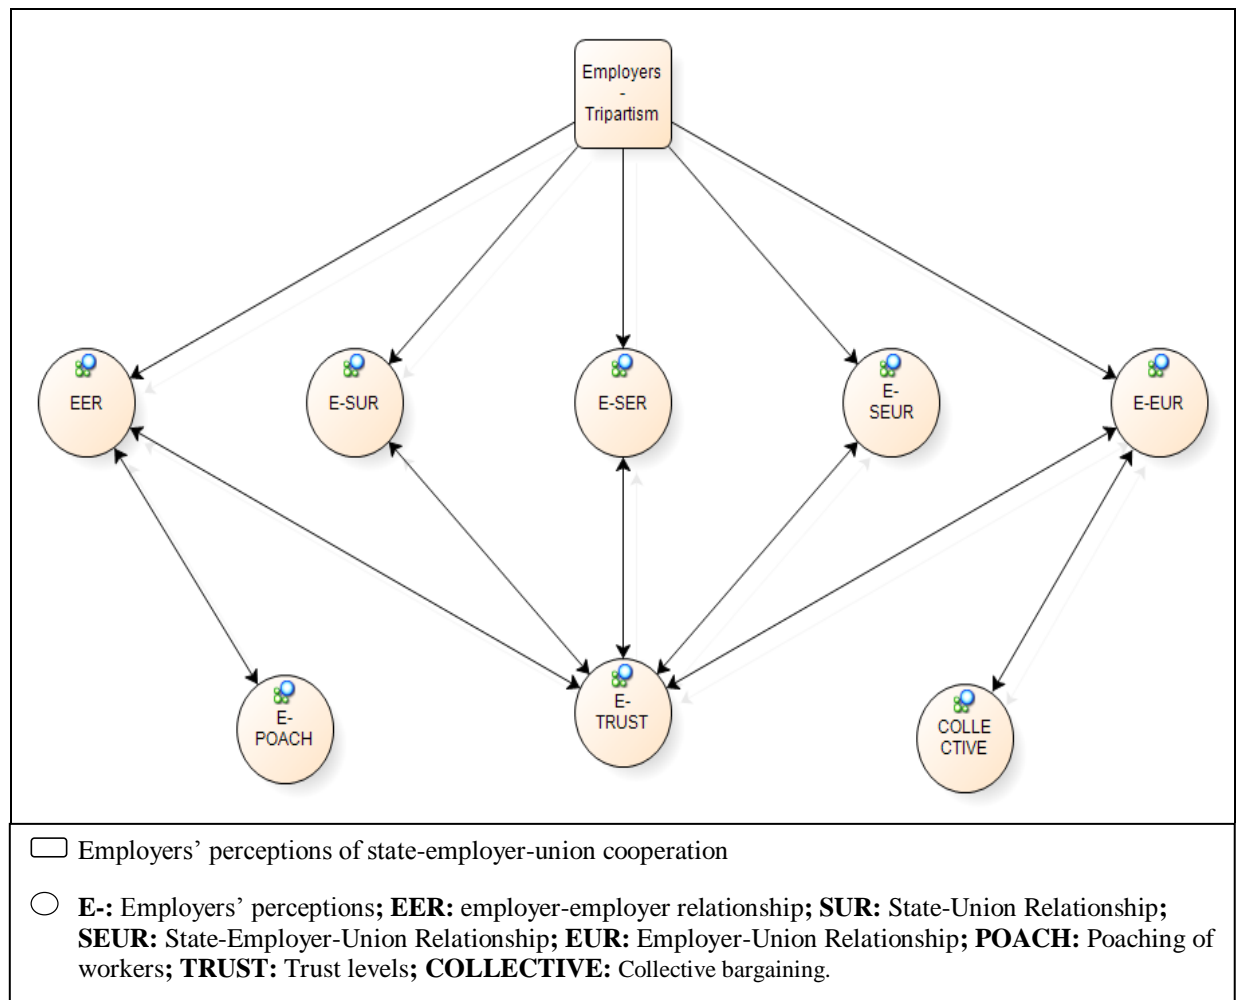 Employers
-
Tripartism
EER
E-SUR
E-SER
E-
SEUR
E-EUR
E-
POACH
E-
TRUST
COLLE
CTIVE
Employers’ perceptions of state-employer-union cooperation
E-: Employers’ perceptions; EER: employer-employer relationship; SUR: State-Union Relationship;
SEUR: State-Employer-Union Relationship; EUR: Employer-Union Relationship; POACH: Poaching of
workers; TRUST: Trust levels; COLLECTIVE: Collective bargaining.